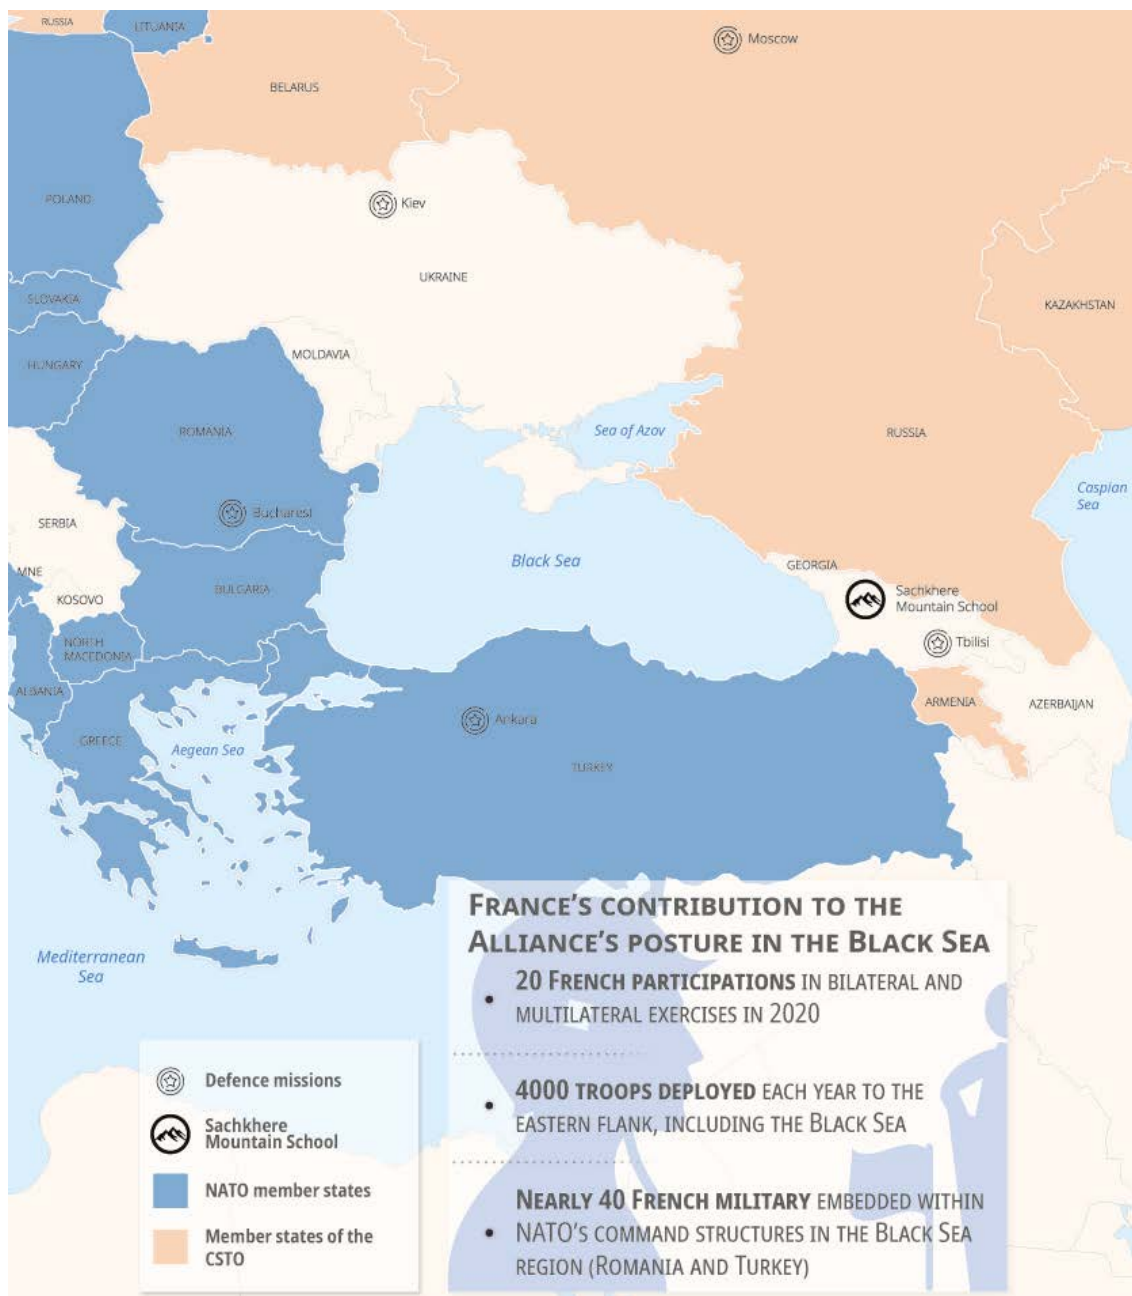 RUSSIA
LITUANIA
Moscow
BELARUS
POLAND
Kiev
UKRAINE
SLOVAKIA
KAZAKHSTAN
MOLDAVIA
HUNGARY
ROMANIA
Sea of Azov
RUSSIA
Caspian
Sea
Bucharest
SERBIA
Black Sea
GEORGIA
MNE
BULGARIA
KOSOVO
Sachkhere
Mountain School
NORTH
MACEDONIA
Tbilisi
ALBANIA
ARMENIA
AZERBAIJAN
Ankara
GREECE
Aegean Sea
TURKEY
Mediterranean
Sea
FRANCE'S CONTRIBUTION TO THE
ALLIANCE'S POSTURE IN THE BLACK SEA
• 20 FRENCH PARTICIPATIONS IN BILATERAL AND
MULTILATERAL EXERCISES IN 2020
• 4000 TROOPS DEPLOYED EACH YEAR TO THE
EASTERN FLANK, INCLUDING THE BLACK SEA
• NEARLY 40 FRENCH MILITARY EMBEDDED WITHIN
NATO'S COMMAND STRUCTURES IN THE BLACK SEA
REGION (ROMANIA AND TURKEY)
Defence missions
Sachkhere
Mountain School
NATO member states
Member states of the
CSTO